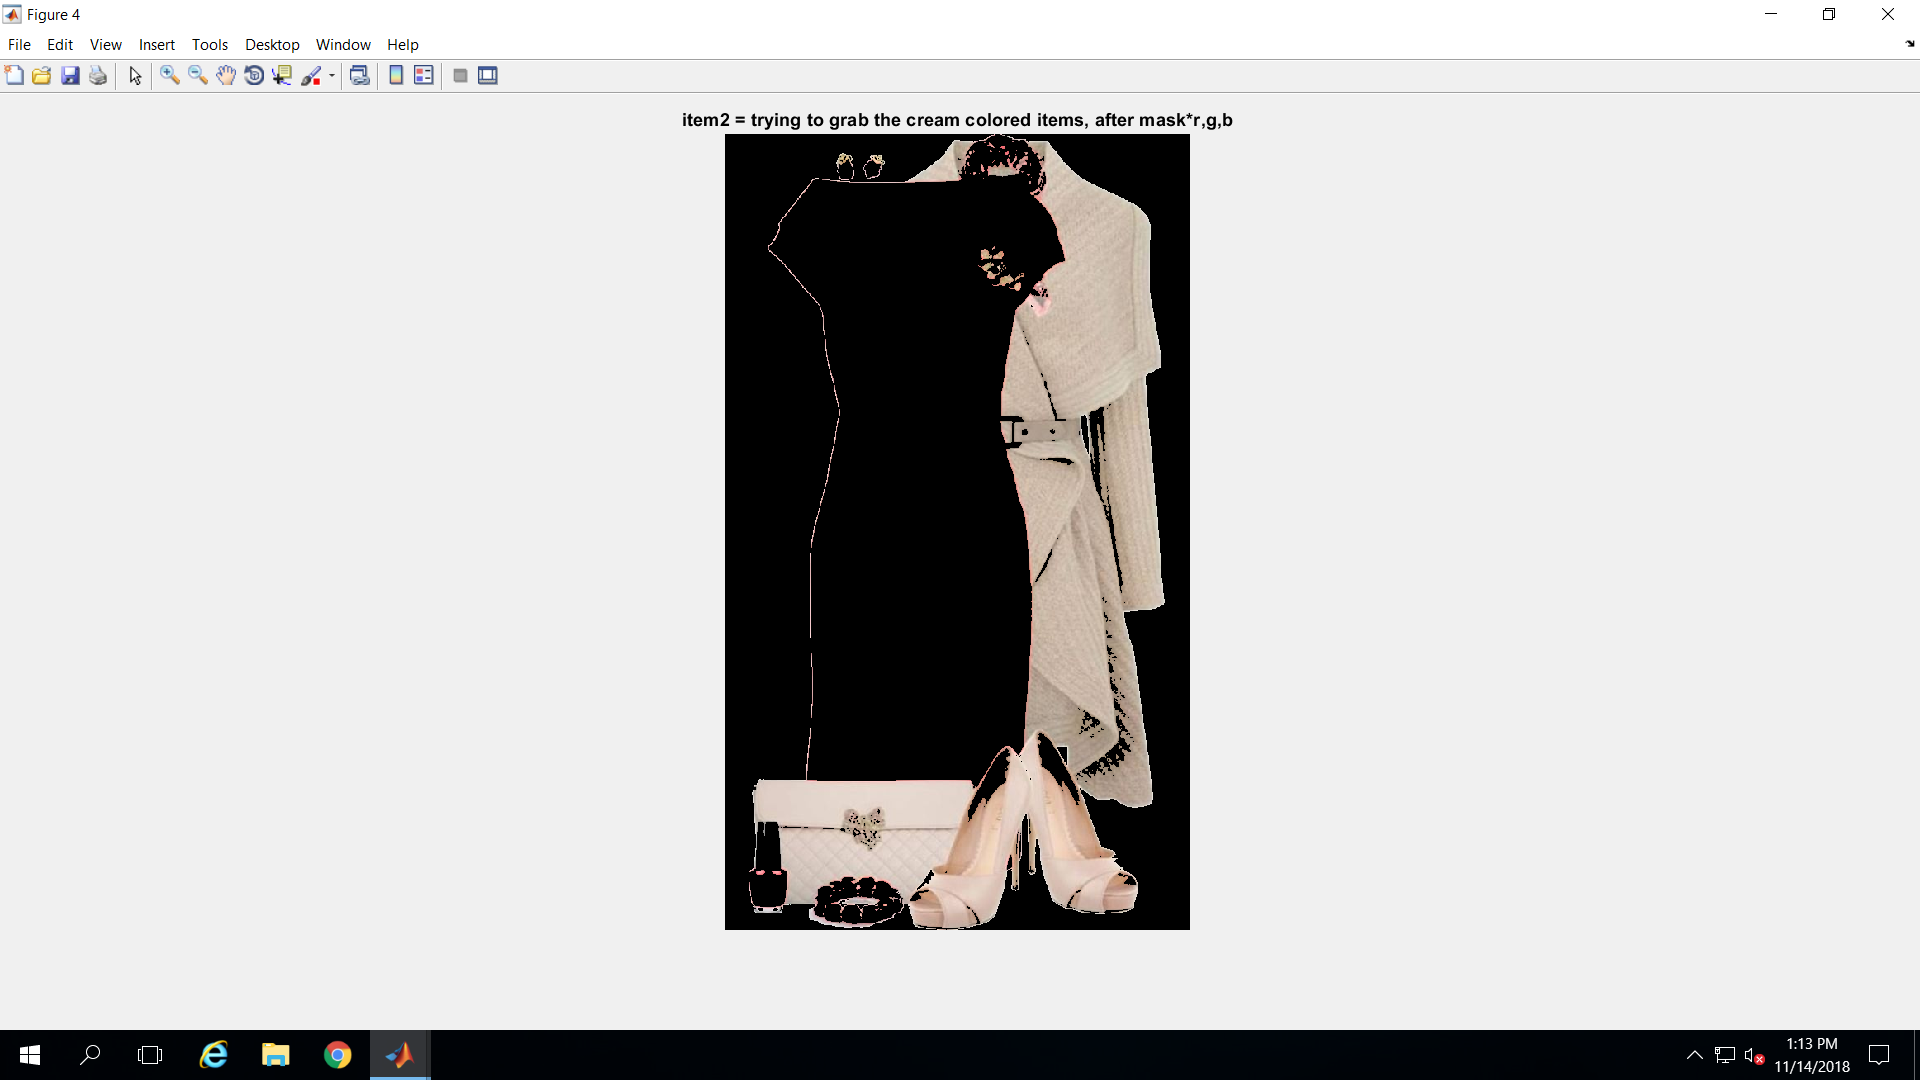 Figure 4
File Edit View Insert Tools Desktop Window Help
item2 = trying to grab the cream colored items, after mask*r,g,b
1:13 PM
11/14/2018